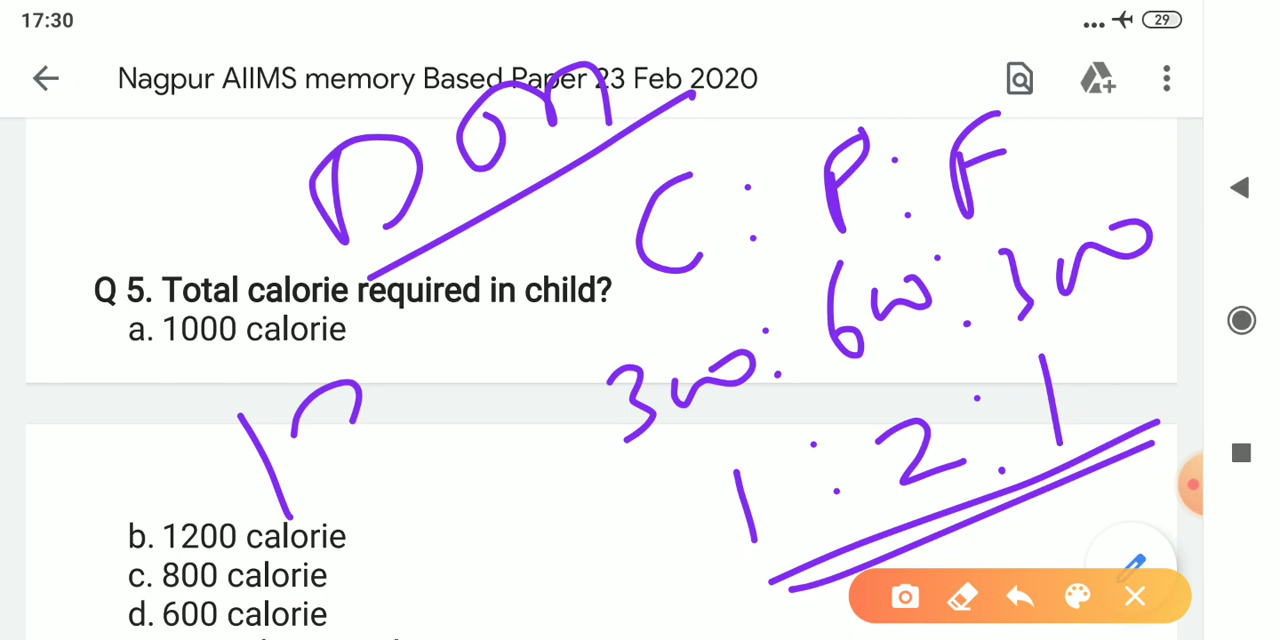 17:30
29
Nagpur AIIMS memory Based Paper 23 Feb 2020
C : P : F
Q 5. Total calorie required in child?
a. 1000 calorie
300 : 600 : 300
1 : 2 : 1
b. 1200 calorie
c. 800 calorie
d. 600 calorie